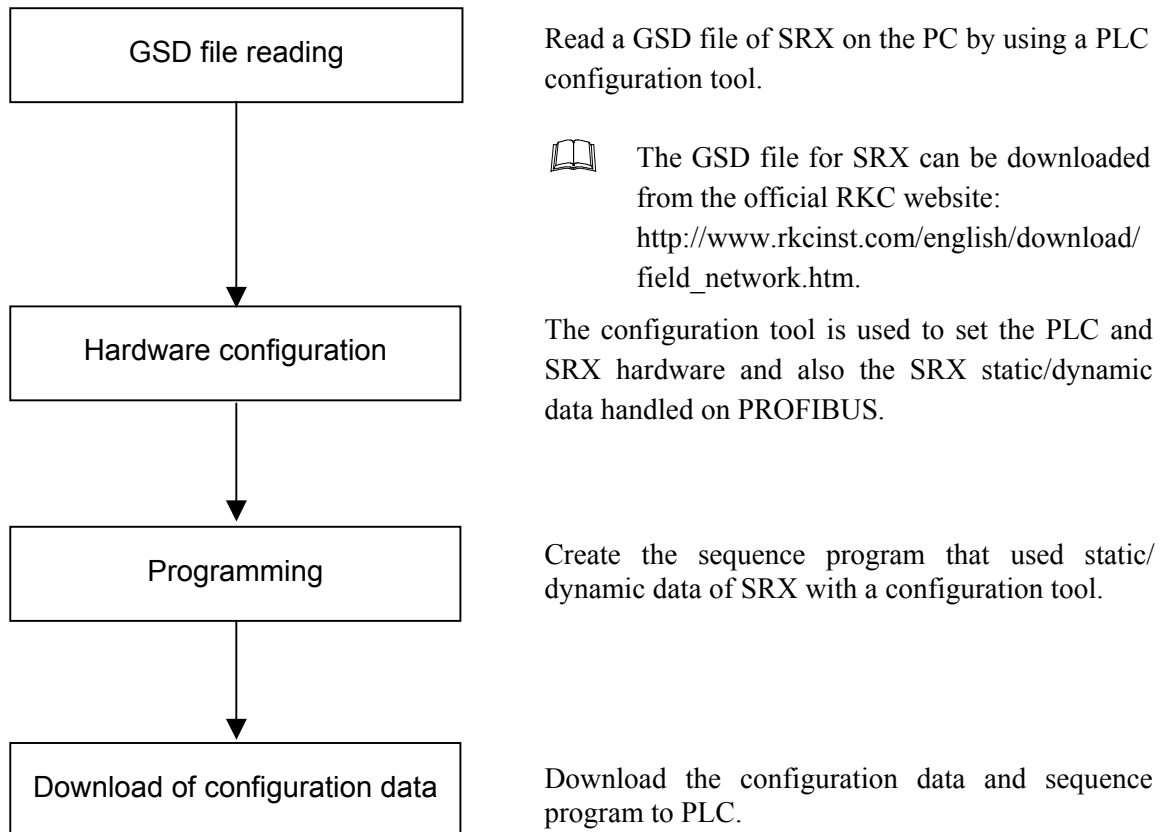 GSD file reading
Read a GSD file of SRX on the PC by using a PLC
configuration tool.
The GSD file for SRX can be downloaded
from the official RKC website:
http://www.rkcinst.com/english/download/
field_network.htm.
Hardware configuration
The configuration tool is used to set the PLC and
SRX hardware and also the SRX static/dynamic
data handled on PROFIBUS.
Programming
Create the sequence program that used static/
dynamic data of SRX with a configuration tool.
Download of configuration data
Download the configuration data and sequence
program to PLC.